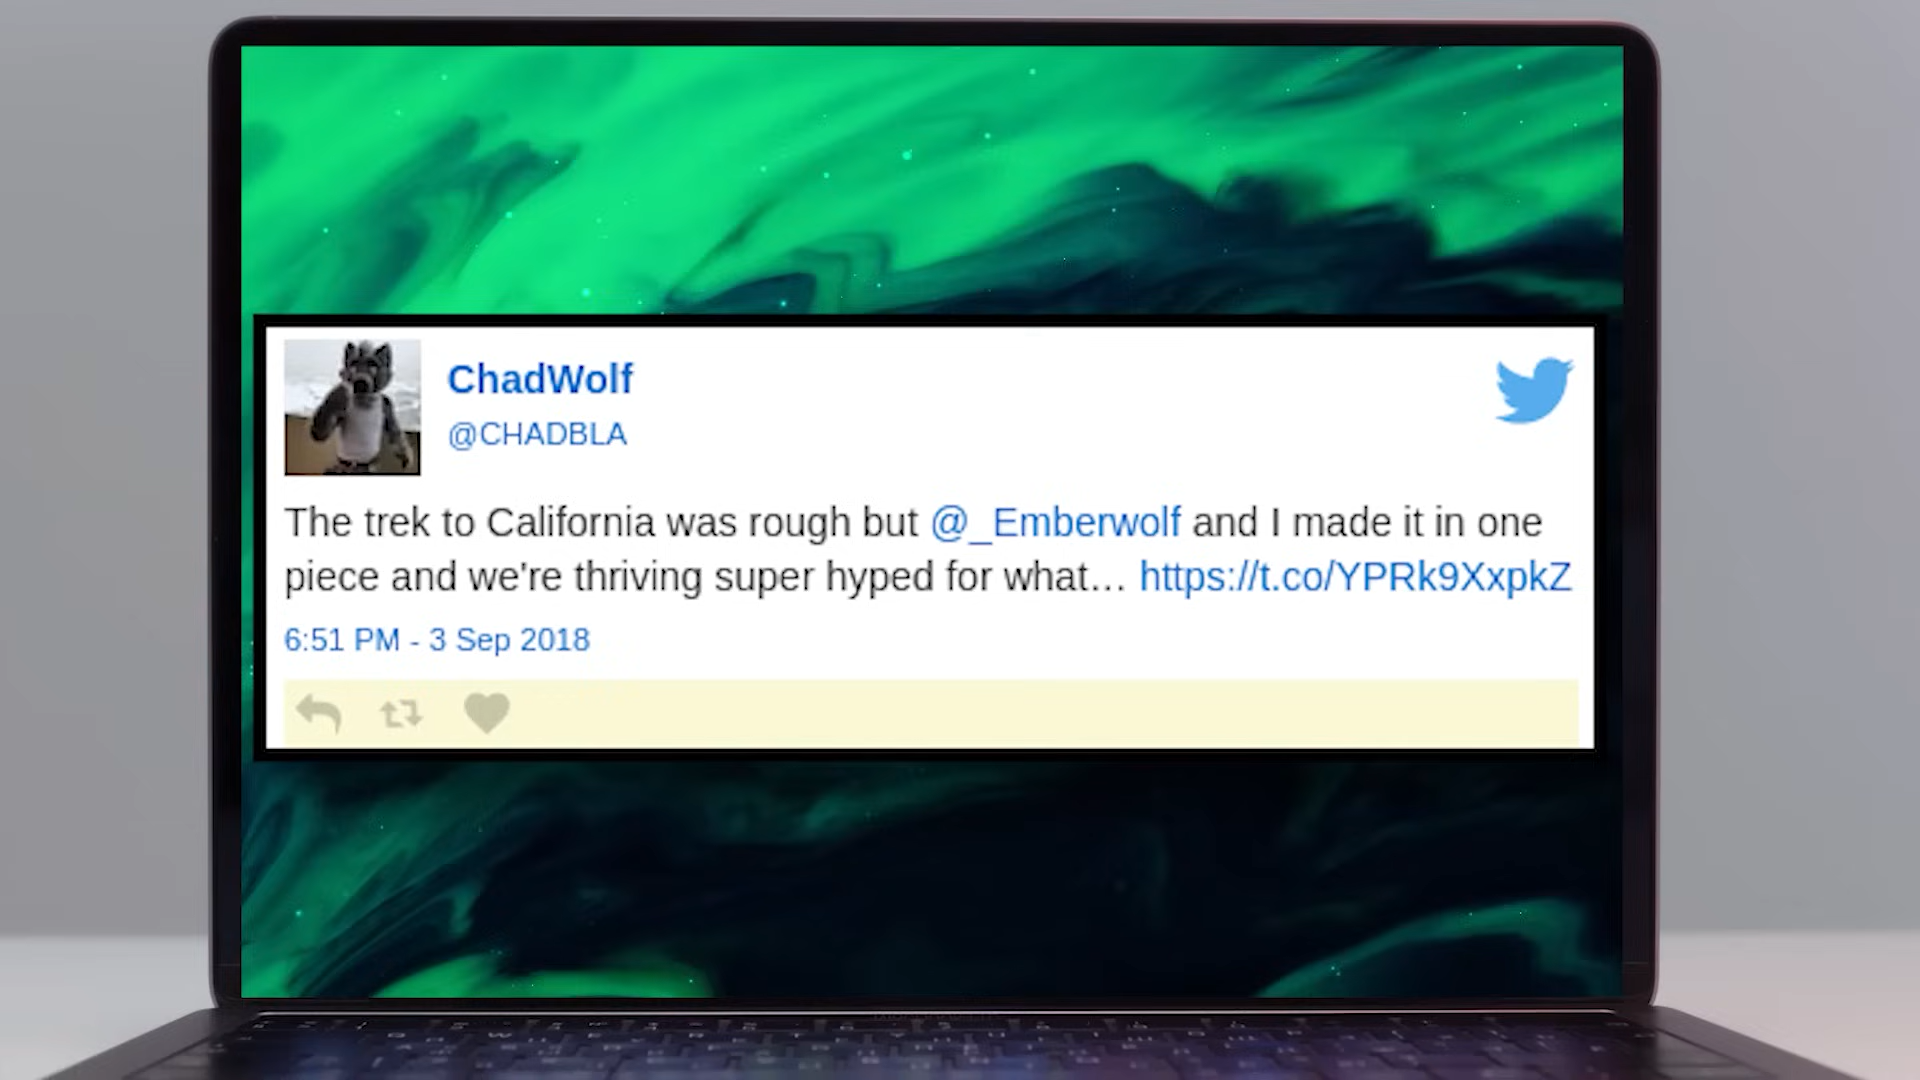 ChadWolf
@CHADBLA
The trek to California was rough but @_Emberwolf and I made it in one
piece and we're thriving super hyped for what… https://t.co/YPRk9XxpkZ
6:51 PM - 3 Sep 2018